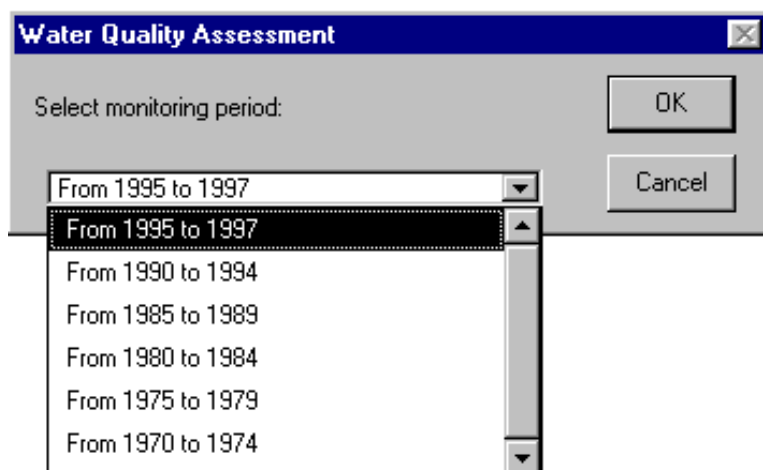 Water Quality Assessment
Select monitoring period:
OK
From 1995 to 1997
Cancel
From 1995 to 1997
From 1990 to 1994
From 1985 to 1989
From 1980 to 1984
From 1975 to 1979
From 1970 to 1974